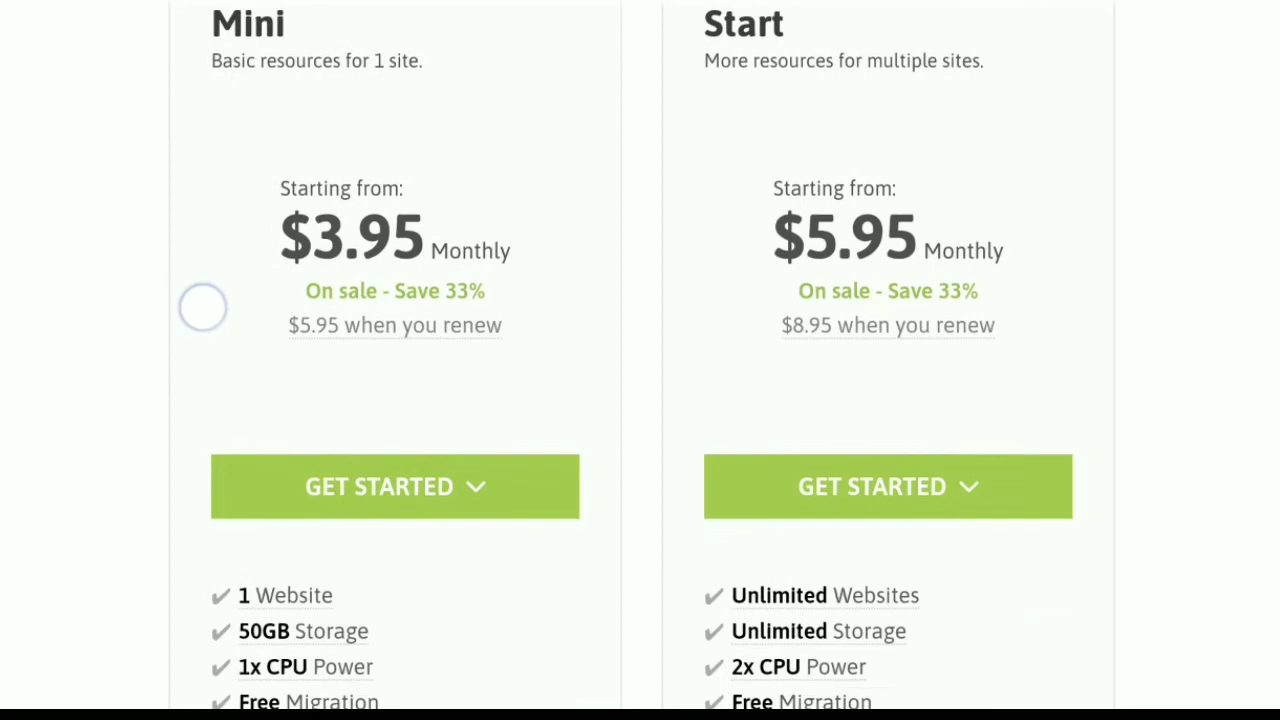 Mini
Basic resources for 1 site.
Starting from:
$3.95 Monthly
On sale - Save 33%
$5.95 when you renew
GET STARTED
✔ 1 Website
✔ 50GB Storage
✔ 1x CPU Power
✔ Free Migration
Start
More resources for multiple sites.
Starting from:
$5.95 Monthly
On sale - Save 33%
$8.95 when you renew
GET STARTED
✔ Unlimited Websites
✔ Unlimited Storage
✔ 2x CPU Power
✔ Free Migration